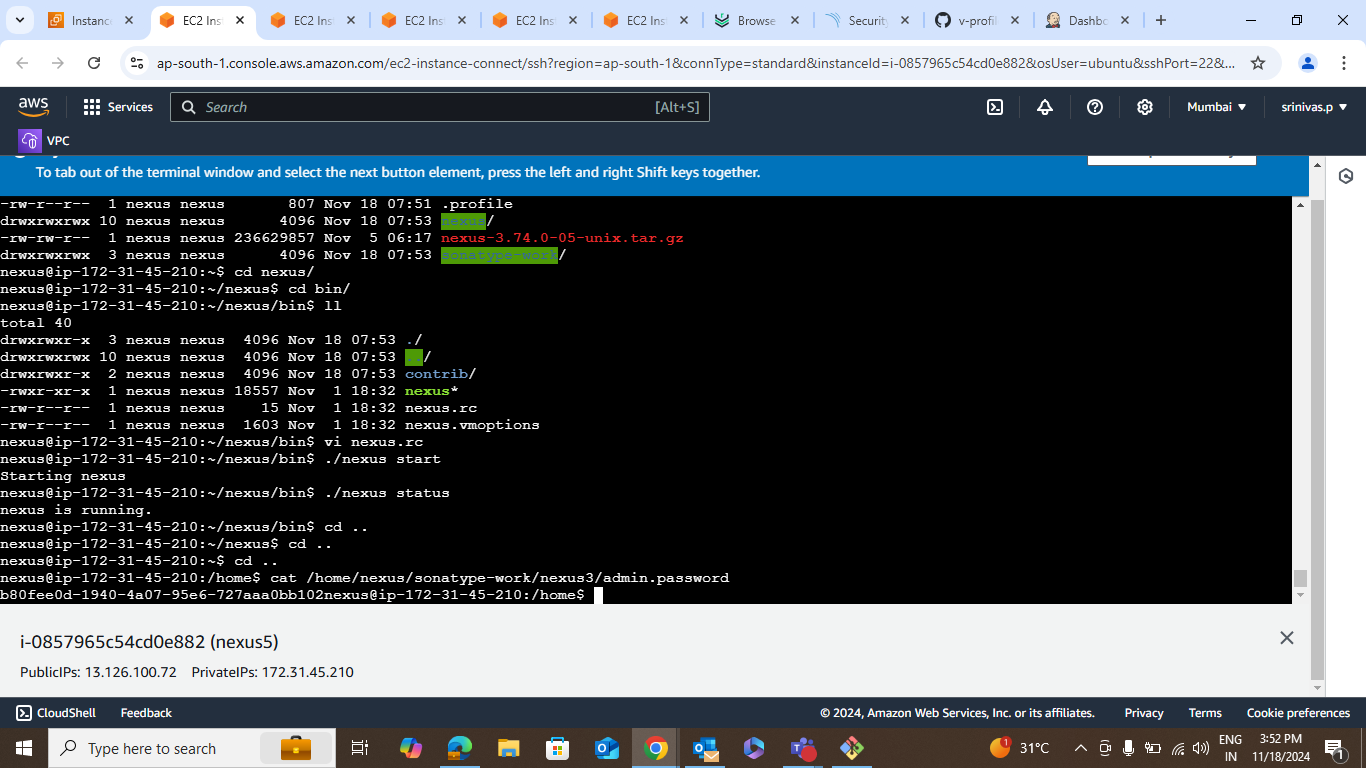 Instanc
EC2 Ins
EC2 Ins
EC2 Ins
EC2 Ins
EC2 Ins
Browse
Security
v-profil
Dashbo
ap-south-1.console.aws.amazon.com/ec2-instance-connect/ssh?region=ap-south-1&connType=standard&instanceId=i-0857965c54cd0e882&osUser=ubuntu&sshPort=22&...
aws
Services
Search
[Alt+S]
Mumbai
srinivas.p
VPC
To tab out of the terminal window and select the next button element, press the left and right Shift keys together.
-rw-r--r--  1 nexus nexus       807 Nov 18 07:51 .profile
drwxrwxrwx 10 nexus nexus      4096 Nov 18 07:53 nexus/
-rw-rw-r--  1 nexus nexus 236629857 Nov  5 06:17 nexus-3.74.0-05-unix.tar.gz
drwxrwxrwx  3 nexus nexus      4096 Nov 18 07:53 sonatype-work/
nexus@ip-172-31-45-210:~$ cd nexus/
nexus@ip-172-31-45-210:~/nexus$ cd bin/
nexus@ip-172-31-45-210:~/nexus/bin$ ll
total 40
drwxrwxr-x  3 nexus nexus  4096 Nov 18 07:53 ./
drwxrwxrwx 10 nexus nexus  4096 Nov 18 07:53 ../
drwxrwxr-x  2 nexus nexus  4096 Nov 18 07:53 contrib/
-rwxr-xr-x  1 nexus nexus 18557 Nov  1 18:32 nexus*
-rw-r--r--  1 nexus nexus    15 Nov  1 18:32 nexus.rc
-rw-r--r--  1 nexus nexus  1603 Nov  1 18:32 nexus.vmoptions
nexus@ip-172-31-45-210:~/nexus/bin$ vi nexus.rc
nexus@ip-172-31-45-210:~/nexus/bin$ ./nexus start
Starting nexus
nexus@ip-172-31-45-210:~/nexus/bin$ ./nexus status
nexus is running.
nexus@ip-172-31-45-210:~/nexus/bin$ cd ..
nexus@ip-172-31-45-210:~/nexus$ cd ..
nexus@ip-172-31-45-210:~$ cd ..
nexus@ip-172-31-45-210:/home$ cat /home/nexus/sonatype-work/nexus3/admin.password
b80fee0d-1940-4a07-95e6-727aaa0bb102nexus@ip-172-31-45-210:/home$
i-0857965c54cd0e882 (nexus5)
PublicIPs: 13.126.100.72 PrivateIPs: 172.31.45.210
CloudShell
Feedback
© 2024, Amazon Web Services, Inc. or its affiliates.
Privacy
Terms
Cookie preferences
Type here to search
1
31°C
ENG
IN
3:52 PM
11/18/2024
1